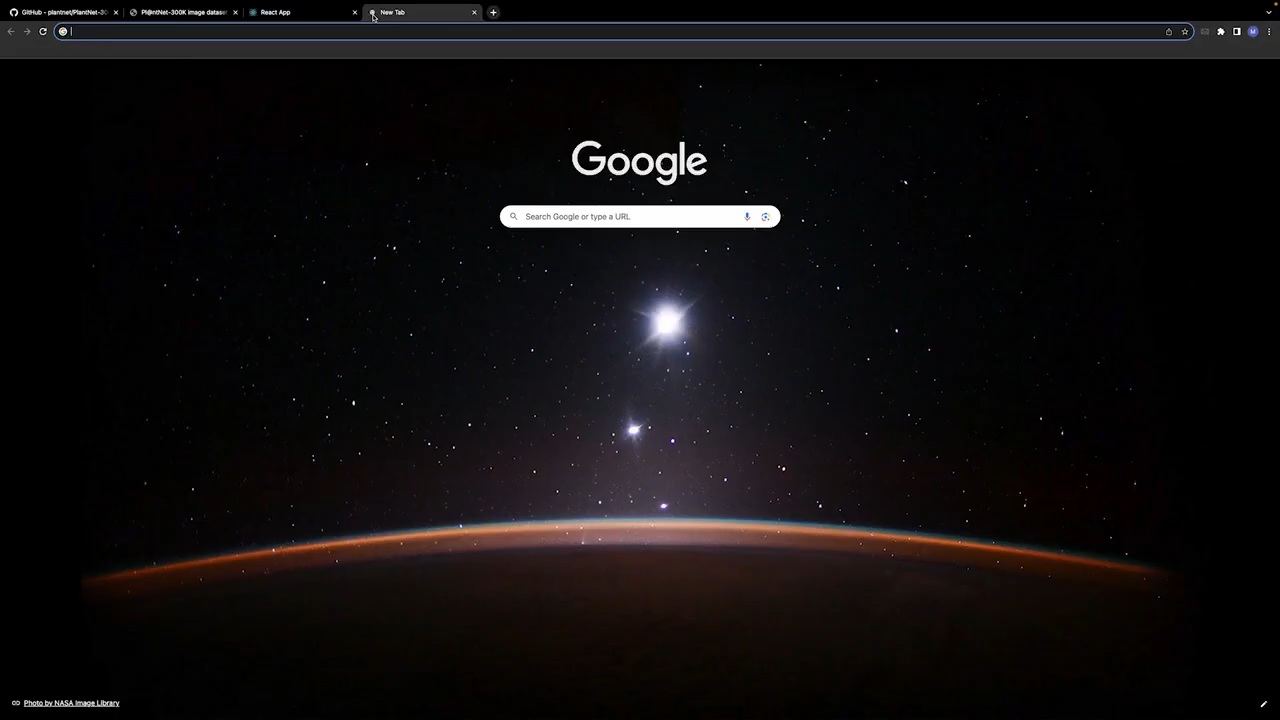 GitHub - plantnet/PlantNet-30
Pl@ntNet-300K image dataset
React App
New Tab
M
Google
Search Google or type a URL
Photo by NASA Image Library